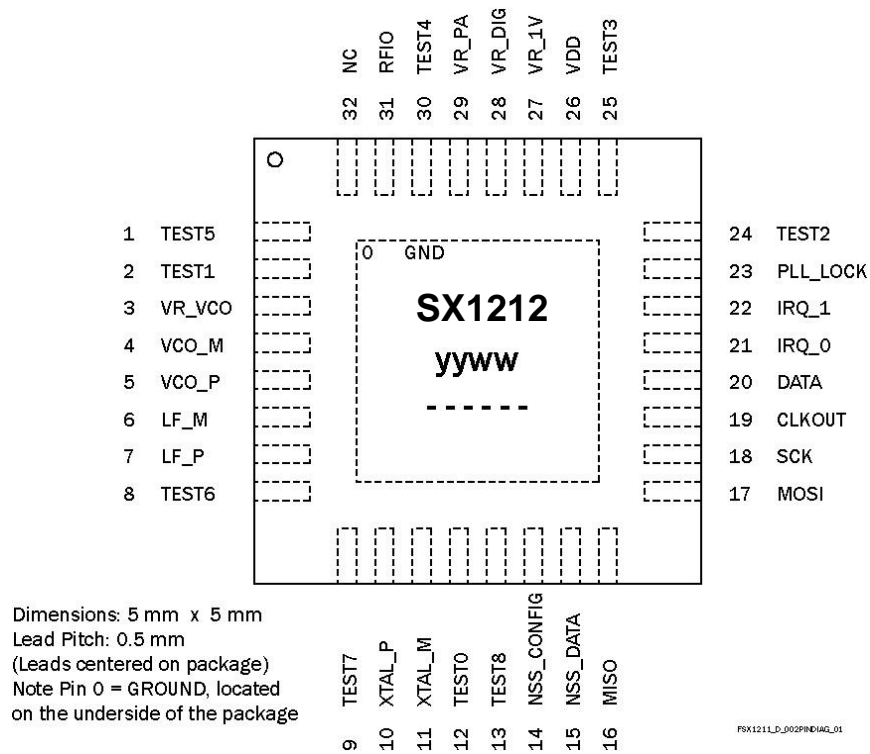 NC
RFIO
TEST4
VR_PA
VR_DIG
VR_1V
VDD
TEST3
32
31
30
29
28
27
26
25
1 TEST5
2 TEST1
3 VR_VCO
4 VCO_M
5 VCO_P
6 LF_M
7 LF_P
8 TEST6
0 GND
SX1212
yyww
------
24 TEST2
23 PLL_LOCK
22 IRQ_1
21 IRQ_0
20 DATA
19 CLKOUT
18 SCK
17 MOSI
9 TEST7
10 XTAL_P
11 XTAL_M
12 TEST0
13 TEST8
14 NSS_CONFIG
15 NSS_DATA
16 MISO
Dimensions: 5 mm x 5 mm
Lead Pitch: 0.5 mm
(Leads centered on package)
Note Pin 0 = GROUND, located
on the underside of the package
FSX1211_D_002PINDIAG_01